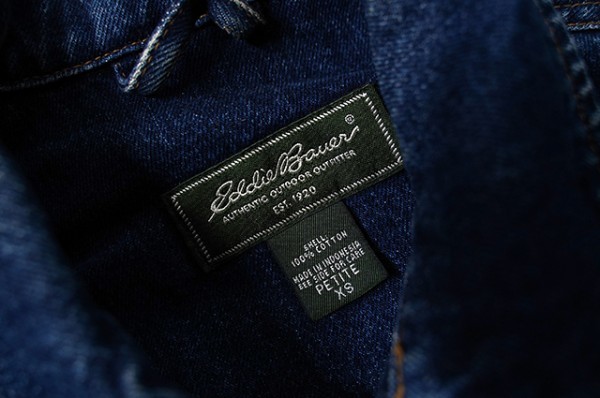 Eddie Bauer®
AUTHENTIC OUTDOOR OUTFITTER
EST. 1920
SHELL:
100% COTTON
MADE IN INDONESIA
SEE SIDE FOR CARE
PETITE
XS